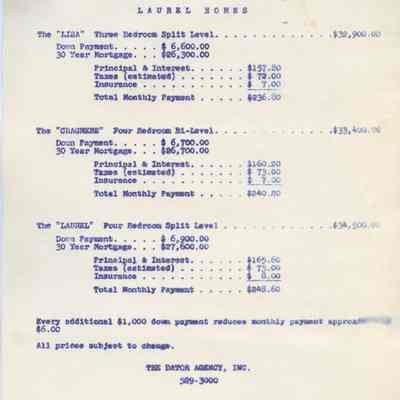 LAUREL HOMES
The "LISA" Three Bedroom Split Level. . . . . . . . . . . . .$32,900.00
Down Payment. . . . . $ 6,600.00
30 Year Mortgage. . . $26,300.00
Principal & Interest. . . . . . $157.80
Taxes (estimated) . . . . . . . $ 72.00
Insurance . . . . . . . . . . . $ 7.00
Total Monthly Payment . . . . . $236.80
The Four Bedroom Bi-Level. . . . . . . . . . . . .$33,400.00
Down Payment. . . . . $ 6,700.00
30 Year Mortgage. . . $26,700.00
Principal & Interest. . . . . . $160.20
Taxes (estimated) . . . . . . . $ 73.00
Insurance . . . . . . . . . . . $ 7.00
Total Monthly Payment . . . . . $240.20
The "LAUREL" Four Bedroom Split Level . . . . . . . . . . . .$34,500.00
Down Payment. . . . . $ 6,900.00
30 Year Mortgage. . . $27,600.00
Principal & Interest. . . . . . $165.60
Taxes (estimated) . . . . . . . $ 75.00
Insurance . . . . . . . . . . . $ 8.00
Total Monthly Payment . . . . . $248.60
Every additional $1,000 down payment reduces monthly payment
$6.00
All prices subject to change.
THE DATOR AGENCY, INC.
529-3000